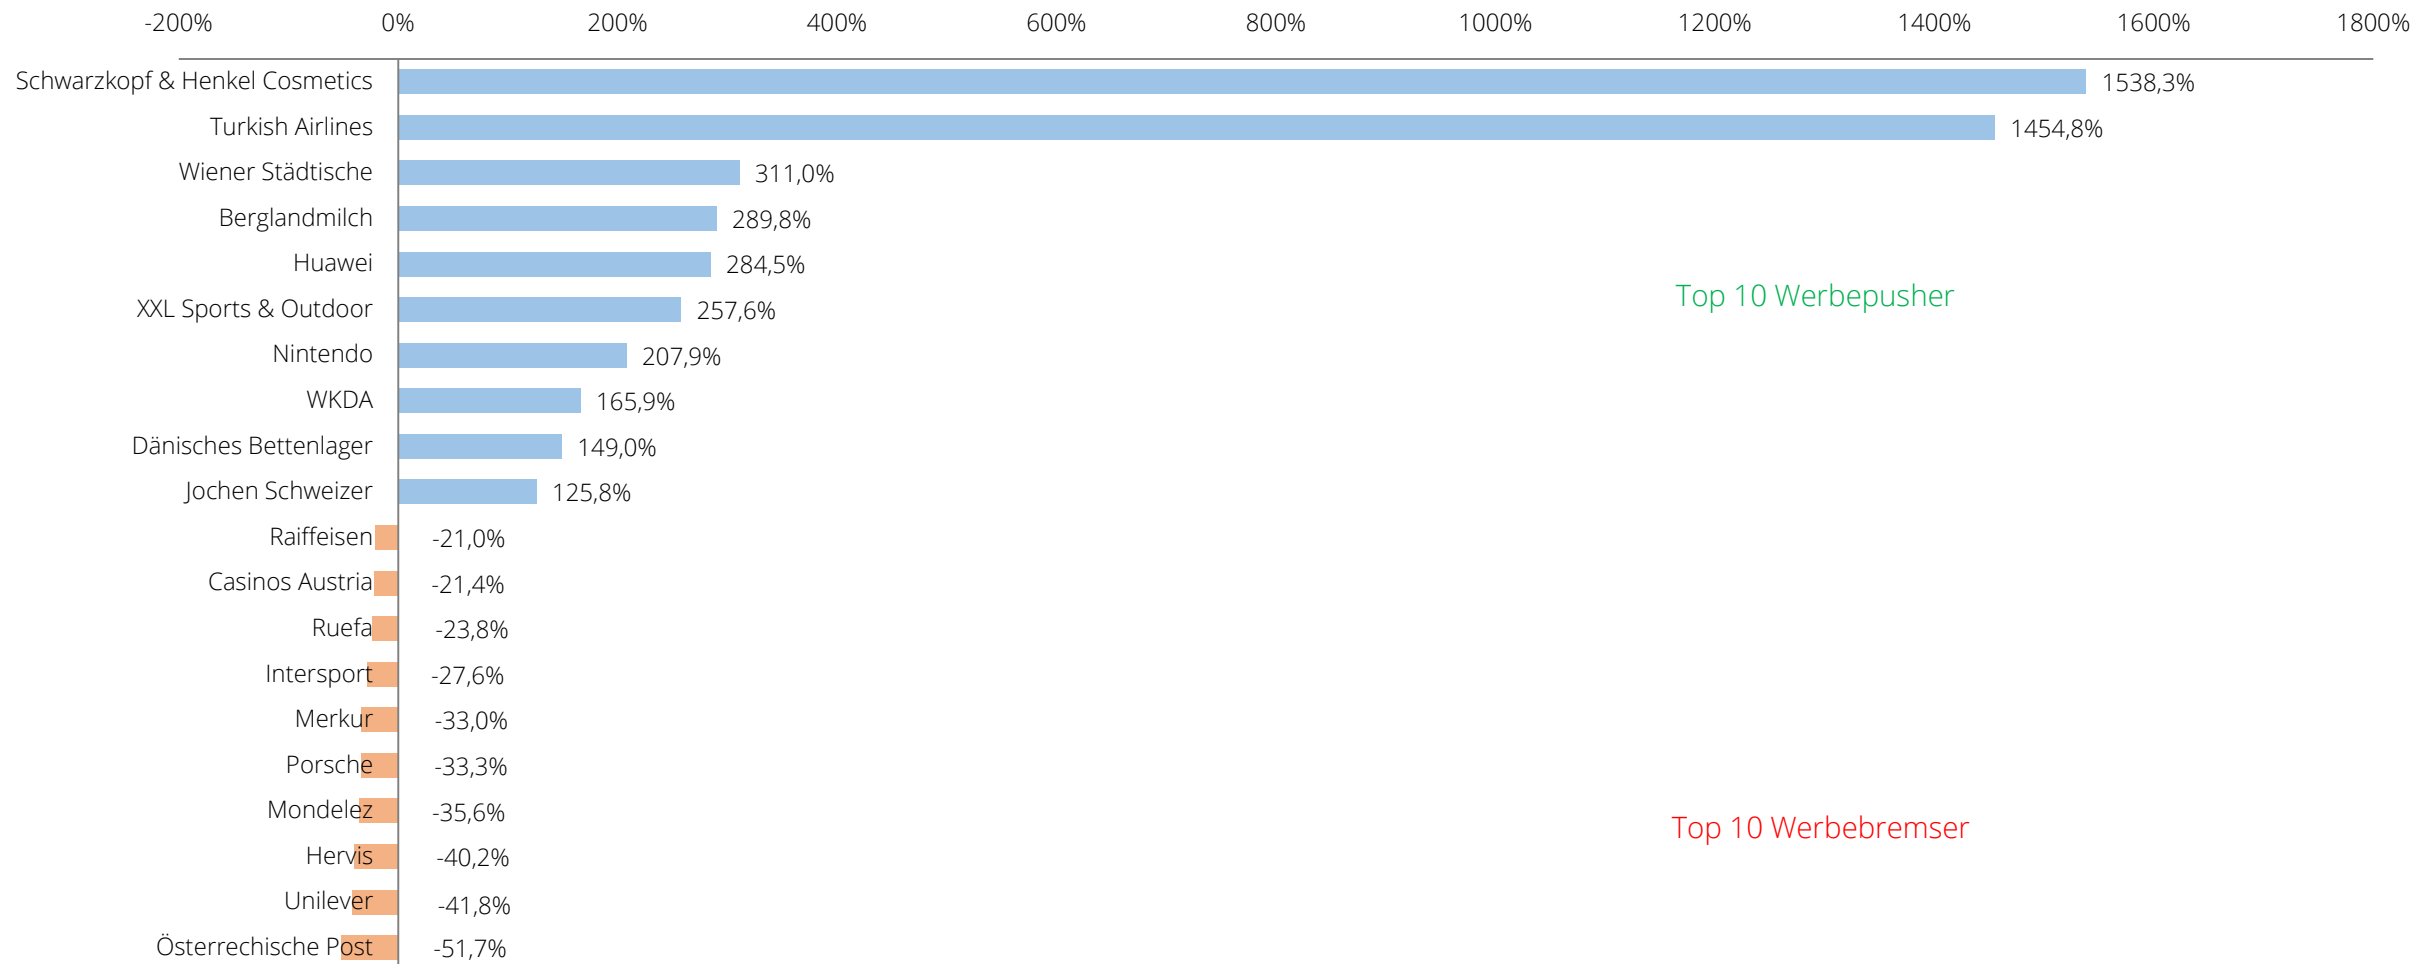 -200% 0% 200% 400% 600% 800% 1000% 1200% 1400% 1600% 1800%
Schwarzkopf & Henkel Cosmetics 1538,3%
Turkish Airlines 1454,8%
Wiener Städtische 311,0%
Berglandmilch 289,8%
Huawei 284,5%
Top 10 Werbepusher
XXL Sports & Outdoor 257,6%
Nintendo 207,9%
WKDA 165,9%
Dänisches Bettenlager 149,0%
Jochen Schweizer 125,8%
Raiffeisen -21,0%
Casinos Austria -21,4%
Ruefa -23,8%
Intersport -27,6%
Merkur -33,0%
Porsche -33,3%
Mondelez -35,6%
Top 10 Werbebremser
Hervis -40,2%
Unilever -41,8%
Österrechische Post -51,7%